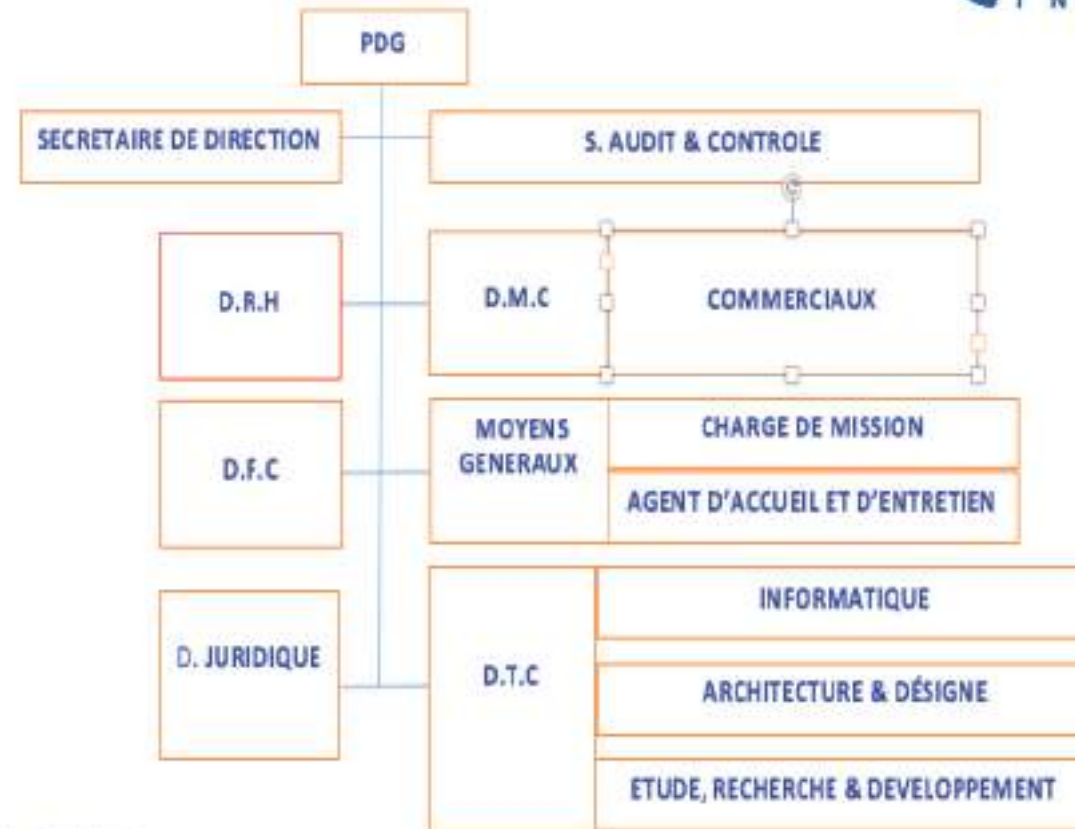 PDG
SECRETAIRE DE DIRECTION
S. AUDIT & CONTROLE
D.R.H
D.M.C
COMMERCIAUX
D.F.C
MOYENS
GENERAUX
CHARGE DE MISSION
AGENT D'ACCUEIL ET D'ENTRETIEN
D. JURIDIQUE
D.T.C
INFORMATIQUE
ARCHITECTURE & DÉSIGNE
ETUDE, RECHERCHE & DEVELOPPEMENT